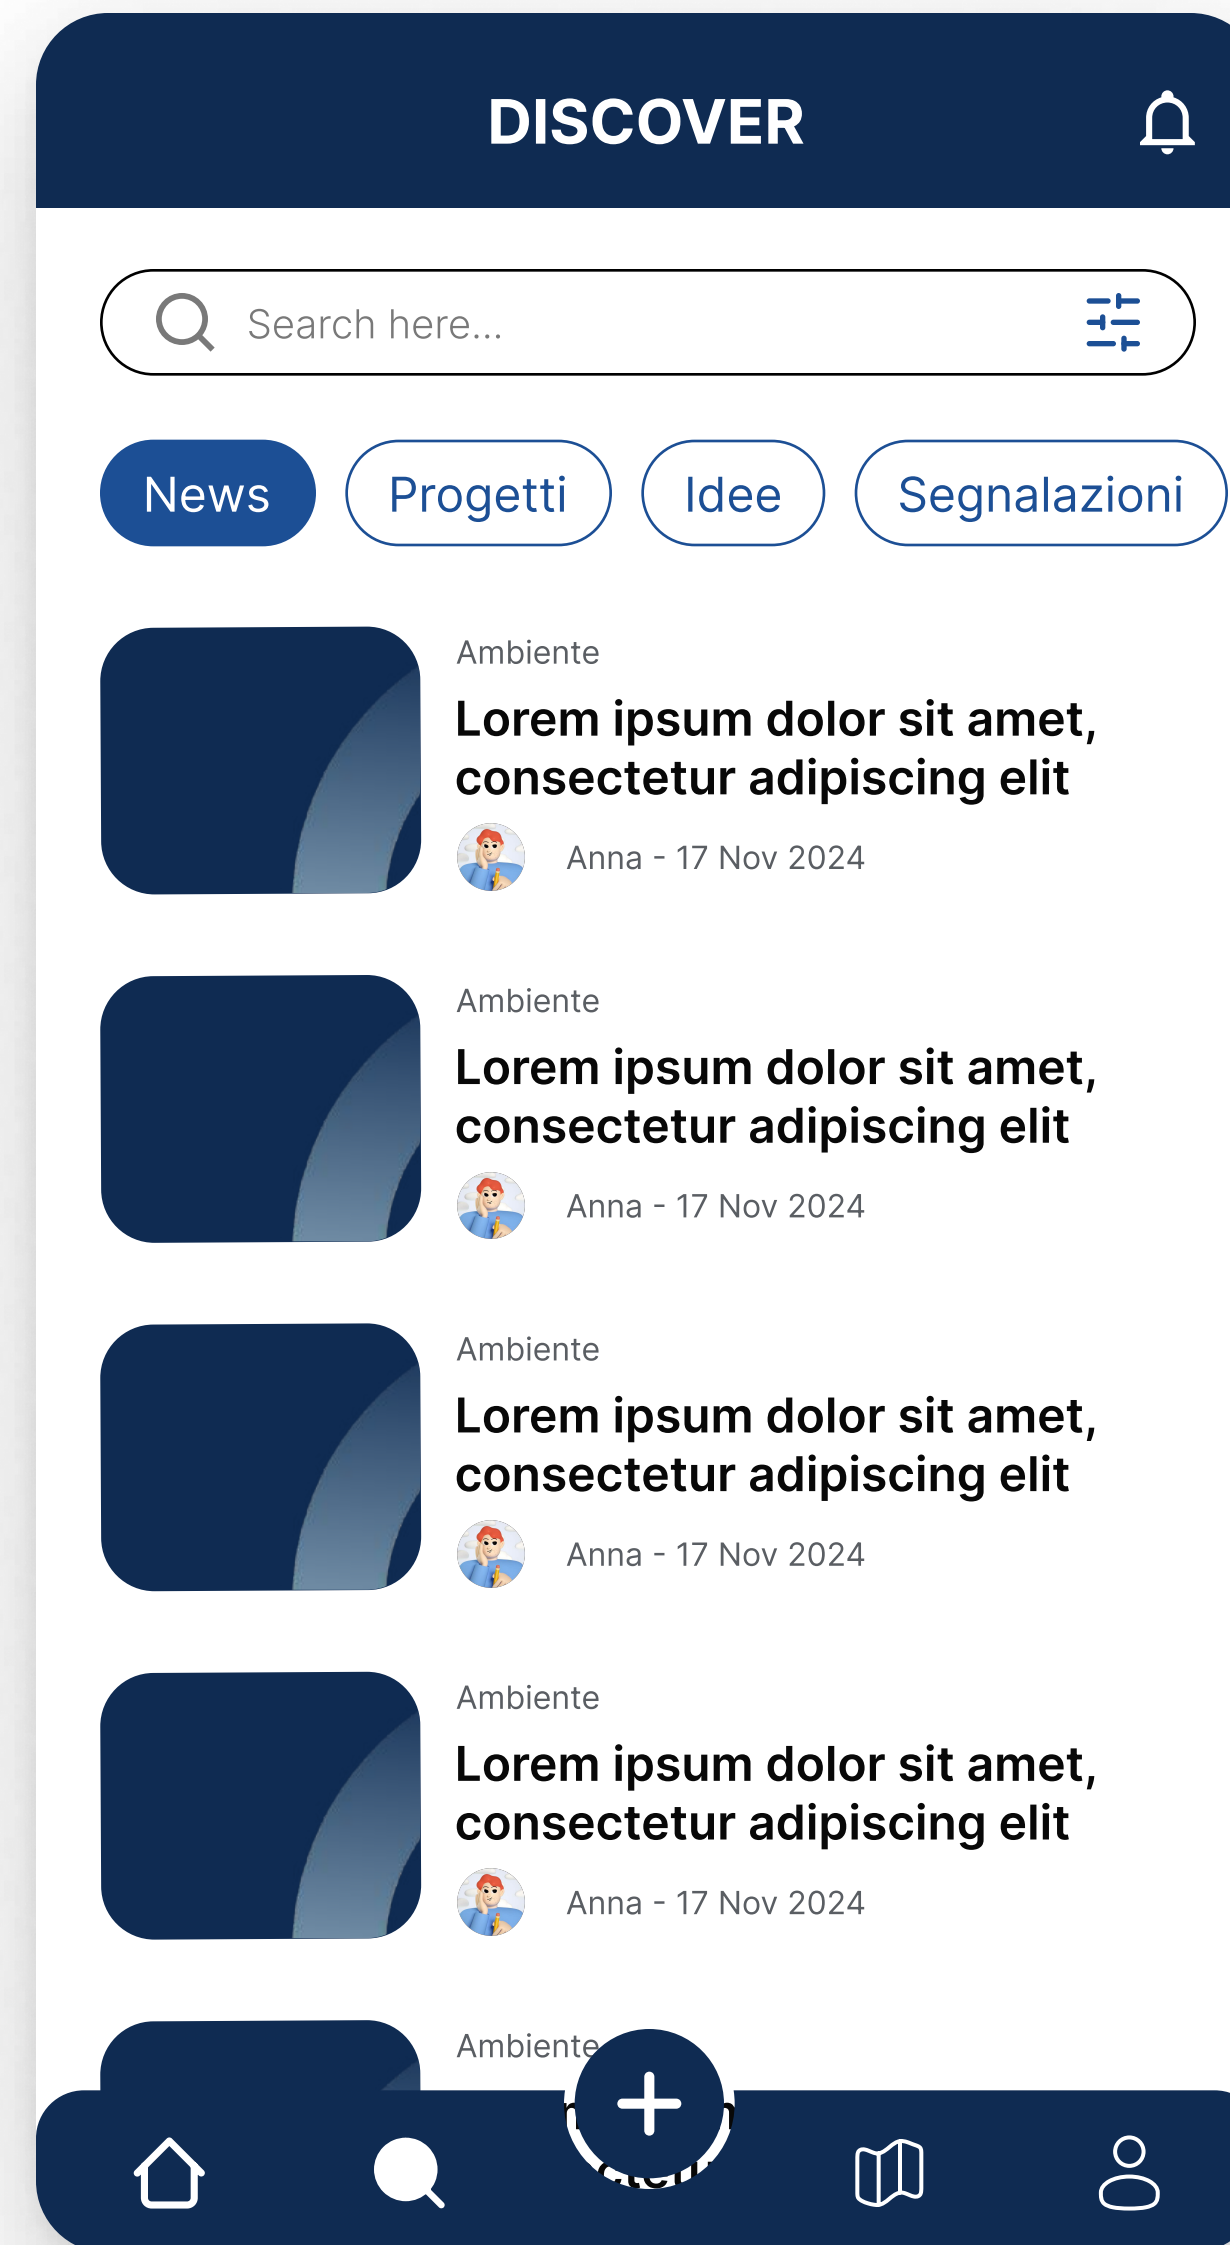 DISCOVER
Search here...
News
Progetti
Idee
Segnalazioni
Ambiente
Lorem ipsum dolor sit amet,
consectetur adipiscing elit
Anna - 17 Nov 2024
Ambiente
Lorem ipsum dolor sit amet,
consectetur adipiscing elit
Anna - 17 Nov 2024
Ambiente
Lorem ipsum dolor sit amet,
consectetur adipiscing elit
Anna - 17 Nov 2024
Ambiente
Lorem ipsum dolor sit amet,
consectetur adipiscing elit
Anna - 17 Nov 2024
Ambiente